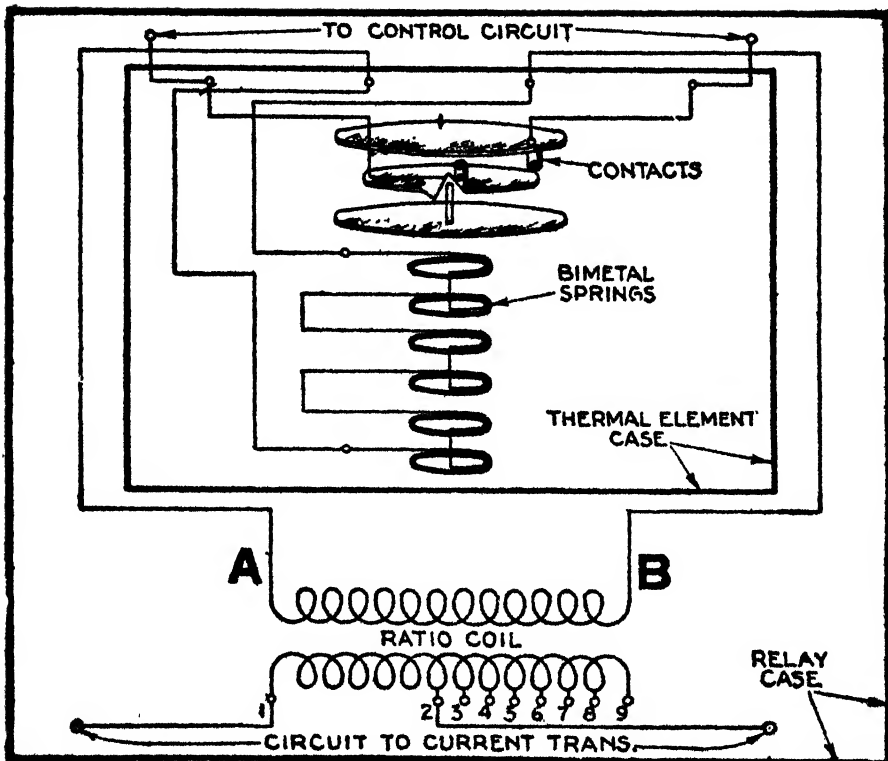 TO CONTROL CIRCUIT
CONTACTS
BIMETAL
SPRINGS
THERMAL ELEMENT
CASE
A
B
RATIO COIL
1 2 3 4 5 6 7 8 9
RELAY
CASE
CIRCUIT TO CURRENT TRANS.